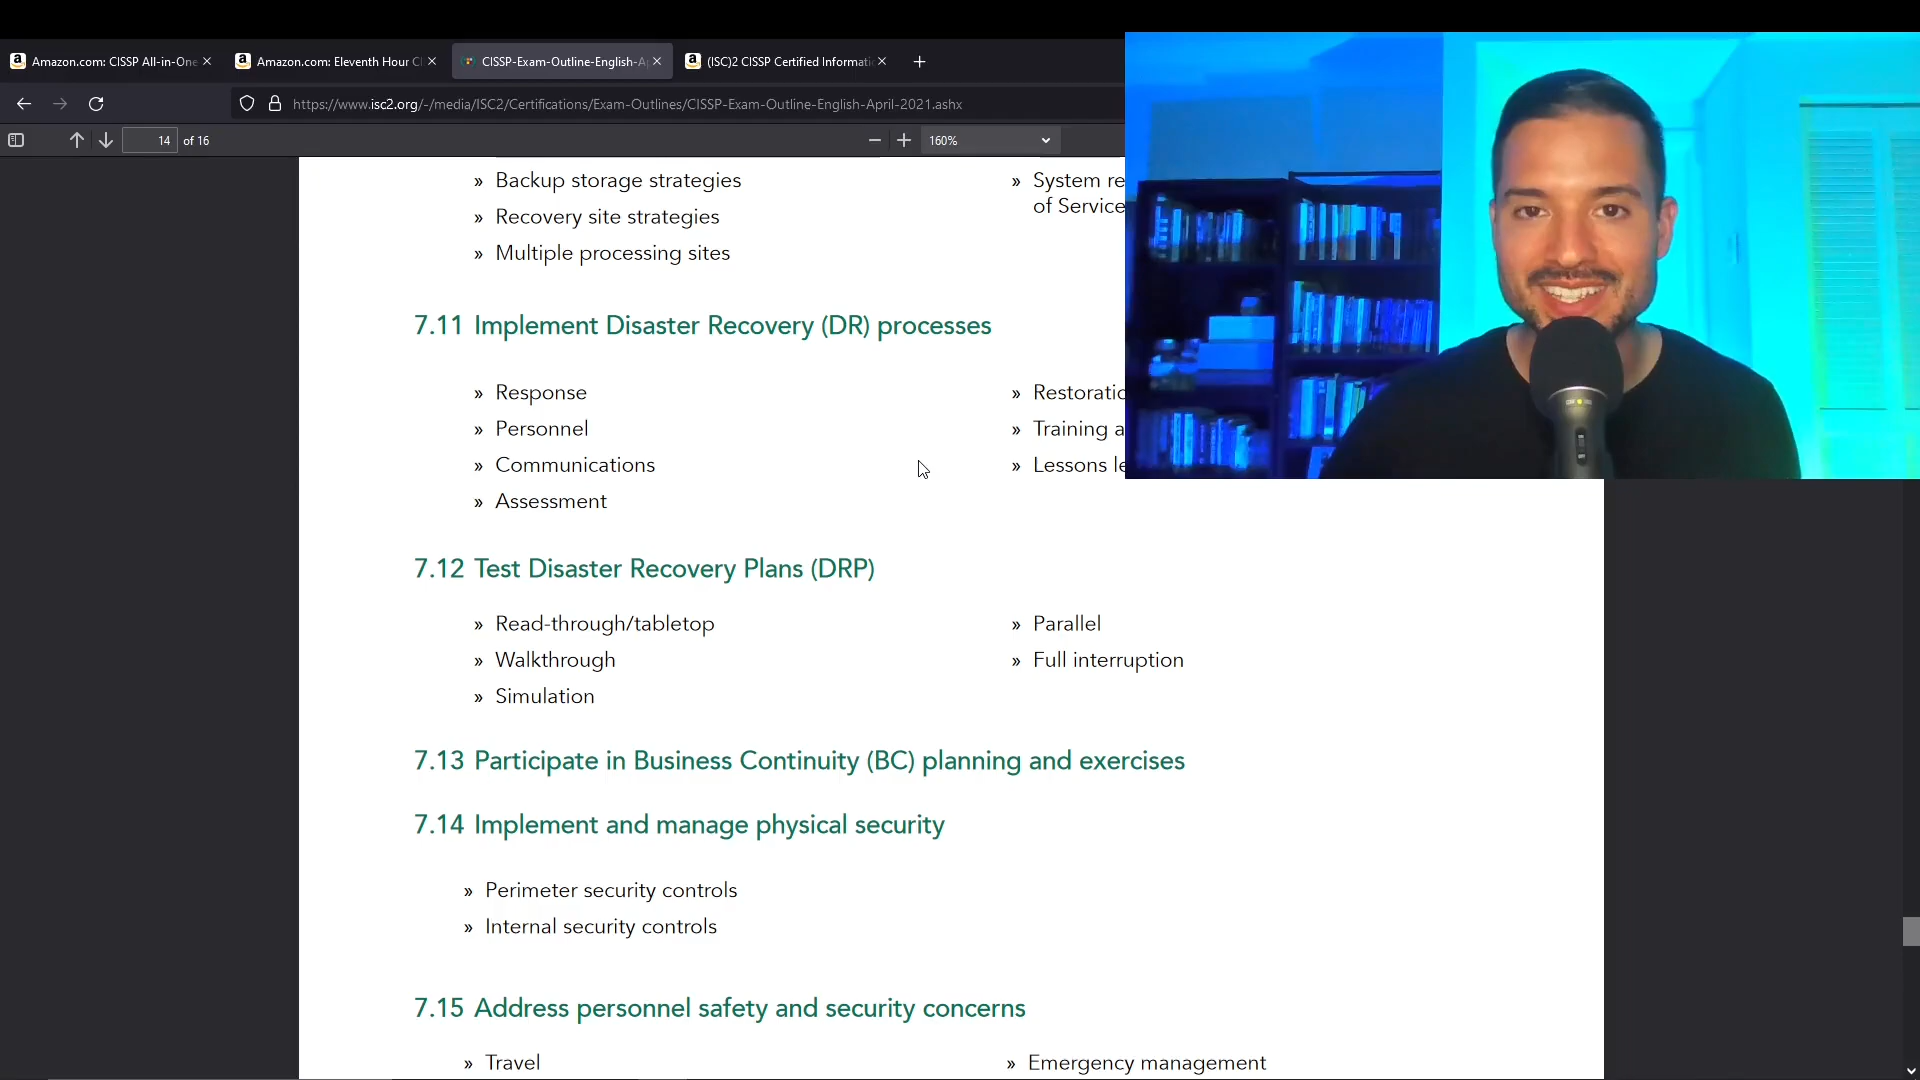 Amazon.com: CISSP All-in-One
Amazon.com: Eleventh Hour C
CISSP-Exam-Outline-English-A
(ISC)2 CISSP Certified Informati
https://www.isc2.org/-/media/ISC2/Certifications/Exam-Outlines/CISSP-Exam-Outline-English-April-2021.ashx
14 of 16
160%
» Backup storage strategies
» Recovery site strategies
» Multiple processing sites
» System re
of Service
7.11 Implement Disaster Recovery (DR) processes
» Response
» Personnel
» Communications
» Assessment
» Restoratio
» Training a
» Lessons le
7.12 Test Disaster Recovery Plans (DRP)
» Read-through/tabletop
» Walkthrough
» Simulation
» Parallel
» Full interruption
7.13 Participate in Business Continuity (BC) planning and exercises
7.14 Implement and manage physical security
» Perimeter security controls
» Internal security controls
7.15 Address personnel safety and security concerns
» Travel
» Emergency management